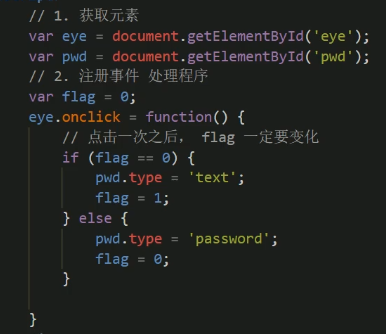 // 1. 获取元素
var eye = document.getElementById('eye');
var pwd = document.getElementById('pwd');
// 2. 注册事件 处理程序
var flag = 0;
eye.onclick = function() {
    // 点击一次之后， flag 一定要变化
    if (flag == 0) {
        pwd.type = 'text';
        flag = 1;
    } else {
        pwd.type = 'password';
        flag = 0;
    }
}